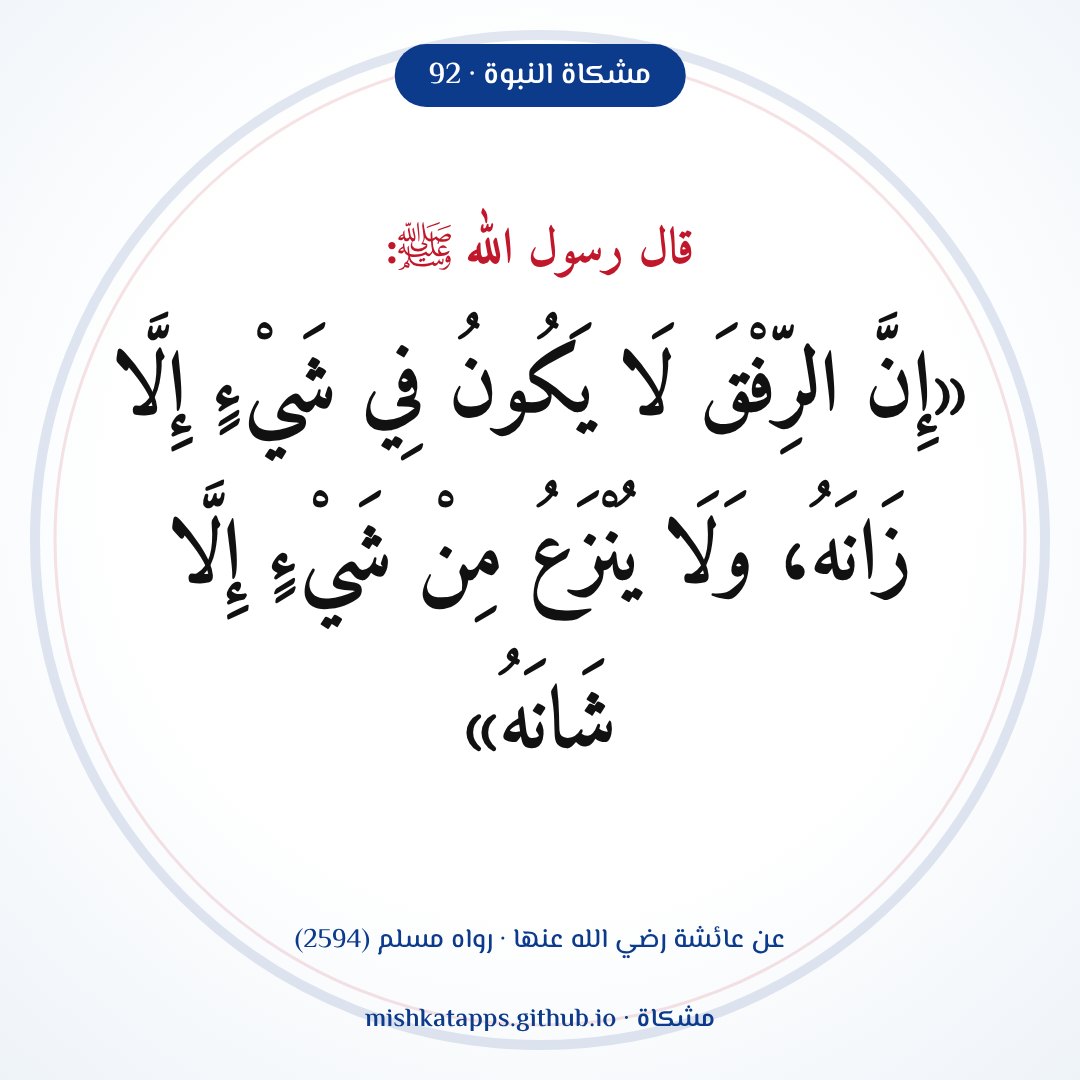 مشكاة النبوة · 92
قال رسول الله ﷺ:
«إِنَّ الرِّفْقَ لَا يَكُونُ فِي شَيْءٍ إِلَّا
زَانَهُ، وَلَا يُنْزَعُ مِنْ شَيْءٍ إِلَّا
شَانَهُ»
عن عائشة رضي الله عنها · رواه مسلم (2594)
مشكاة · mishkatapps.github.io